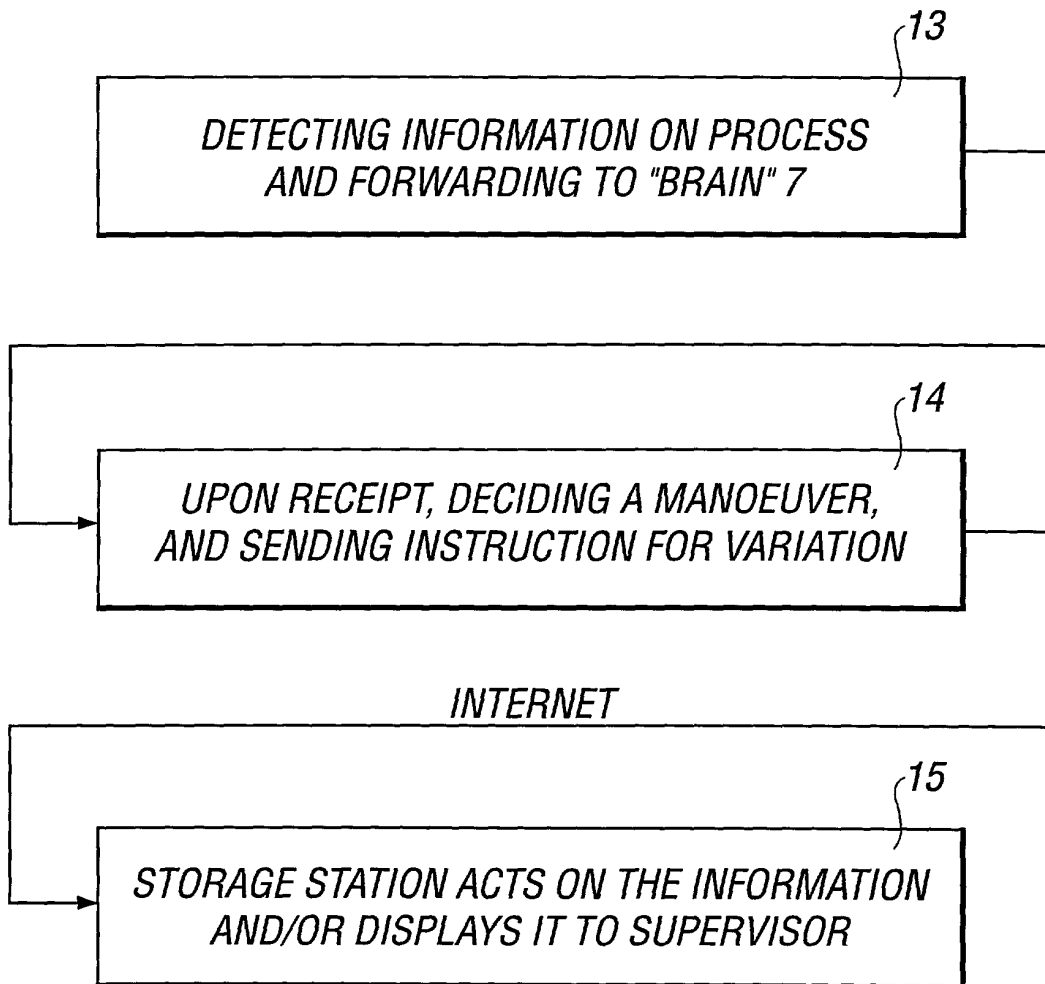 13
DETECTING INFORMATION ON PROCESS
AND FORWARDING TO "BRAIN" 7
14
UPON RECEIPT, DECIDING A MANOEUVER,
AND SENDING INSTRUCTION FOR VARIATION
INTERNET
15
STORAGE STATION ACTS ON THE INFORMATION
AND/OR DISPLAYS IT TO SUPERVISOR